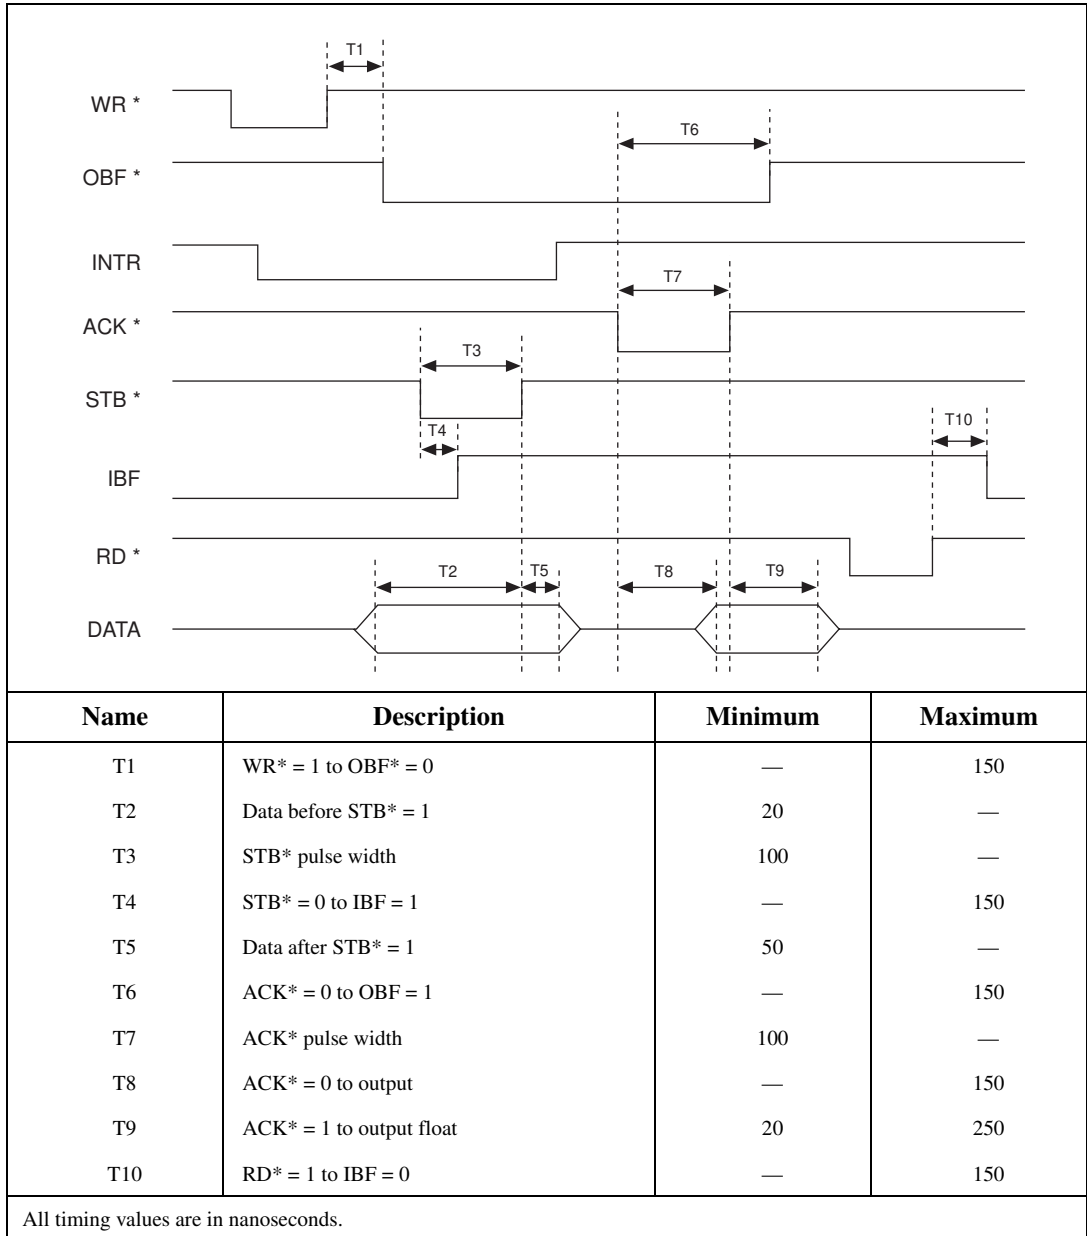 T1
WR *
T6
OBF *
INTR
T7
ACK *
T3
STB *
T4
T10
IBF
RD *
T2 T5 T8 T9
DATA
Name Description Minimum Maximum
T1 WR* = 1 to OBF* = 0 — 150
T2 Data before STB* = 1 20 —
T3 STB* pulse width 100 —
T4 STB* = 0 to IBF = 1 — 150
T5 Data after STB* = 1 50 —
T6 ACK* = 0 to OBF = 1 — 150
T7 ACK* pulse width 100 —
T8 ACK* = 0 to output — 150
T9 ACK* = 1 to output float 20 250
T10 RD* = 1 to IBF = 0 — 150
All timing values are in nanoseconds.